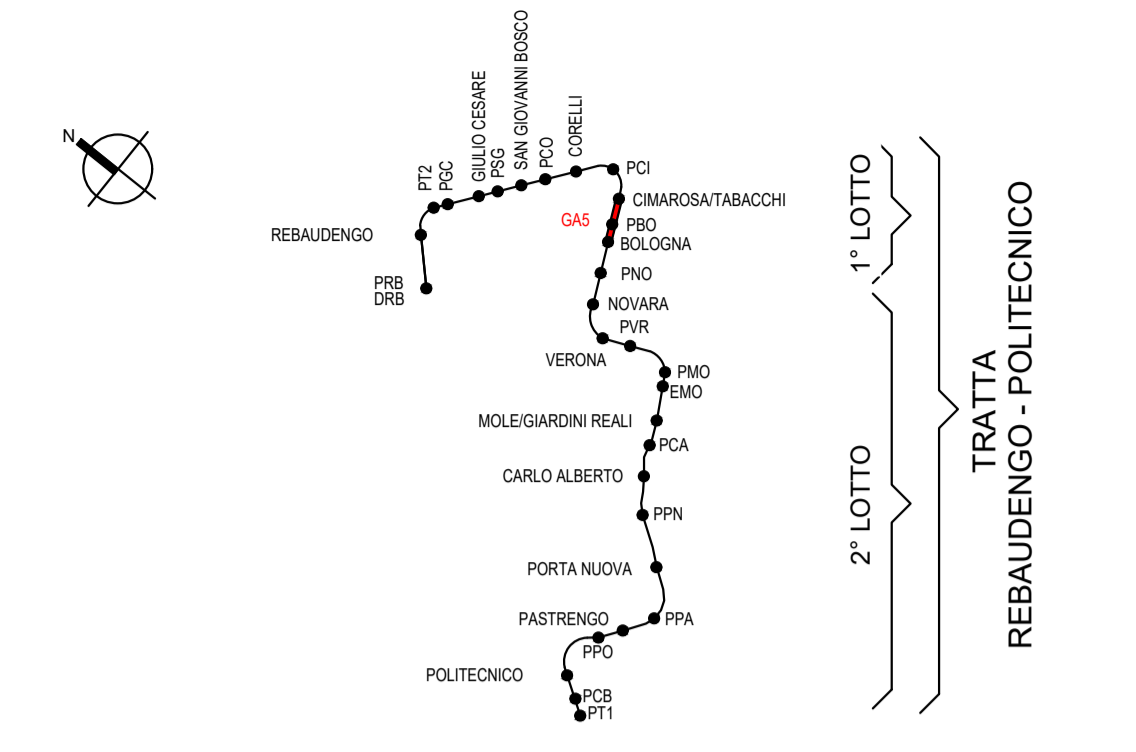 N
REBAUDENGO
PRB
DRB
PT2
PGC
GIULIO CESARE
PSG
SAN GIOVANNI BOSCO
PCO
CORELLI
PCI
CIMAROSA/TABACCHI
GA5
PBO
BOLOGNA
PNO
NOVARA
PVR
VERONA
PMO
EMO
MOLE/GIARDINI REALI
PCA
CARLO ALBERTO
PPN
PORTA NUOVA
PASTRENGO
PPA
PPO
POLITECNICO
PCB
PT1
1° LOTTO
2° LOTTO
TRATTA
REBAUDENGO - POLITECNICO